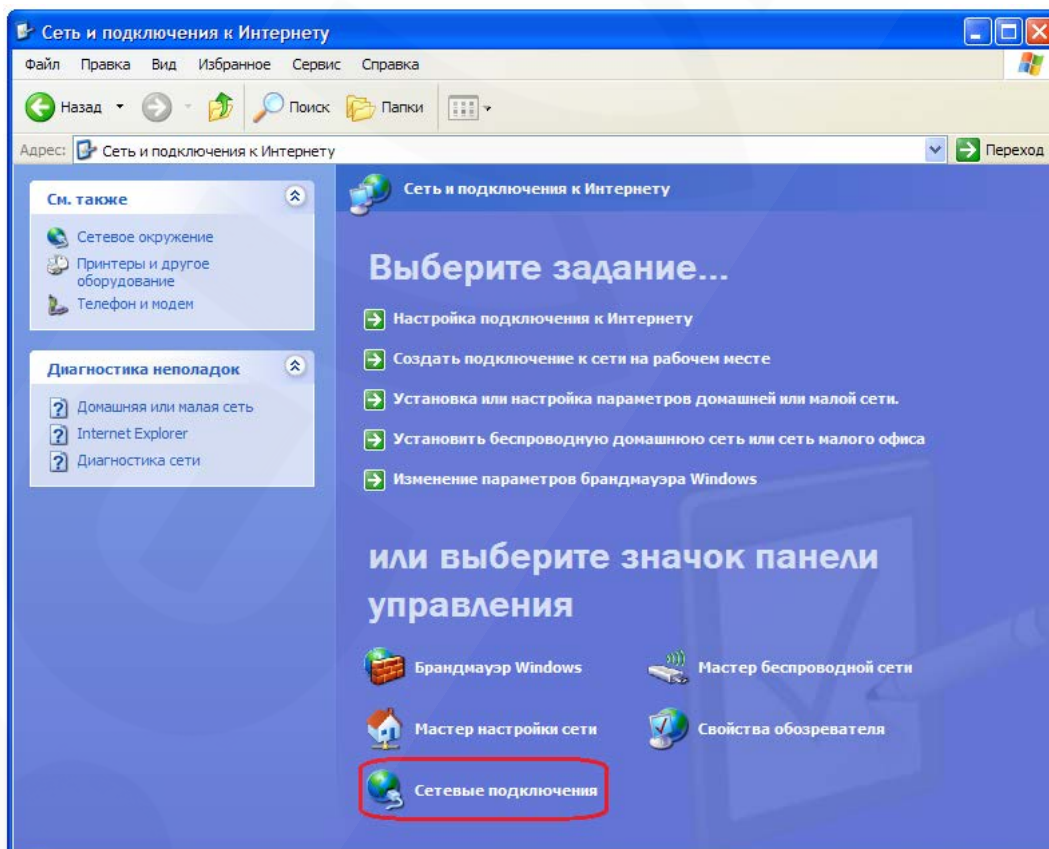 Сеть и подключения к Интернету
Файл Правка Вид Избранное Сервис Справка
Назад Поиск Папки
Адрес: Сеть и подключения к Интернету Переход
См. также
Сетевое окружение
Принтеры и другое
оборудование
Телефон и модем
Диагностика неполадок
Домашняя или малая сеть
Internet Explorer
Диагностика сети
Сеть и подключения к Интернету
Выберите задание...
Настройка подключения к Интернету
Создать подключение к сети на рабочем месте
Установка или настройка параметров домашней или малой сети.
Установить беспроводную домашнюю сеть или сеть малого офиса
Изменение параметров брандмауэра Windows
или выберите значок панели
управления
Брандмауэр Windows
Мастер беспроводной сети
Мастер настройки сети
Свойства обозревателя
Сетевые подключения